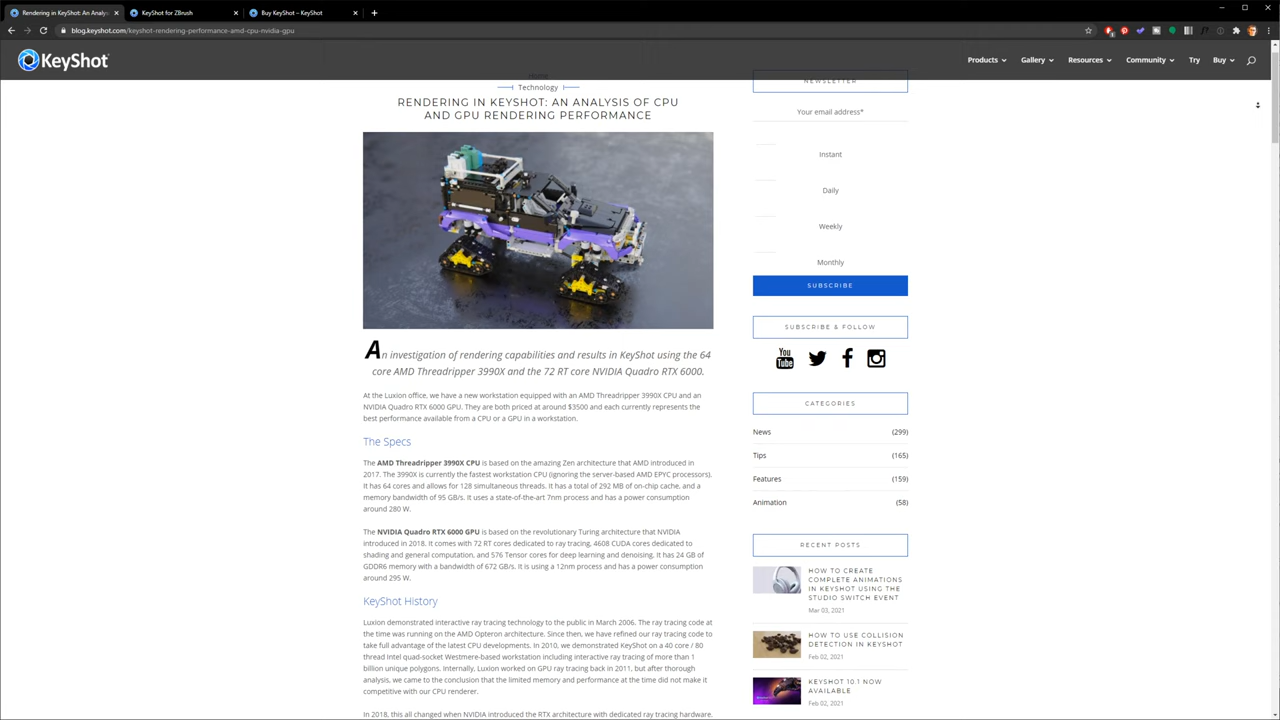 Rendering in KeyShot: An Analys
KeyShot for ZBrush
Buy KeyShot – KeyShot
blog.keyshot.com/keyshot-rendering-performance-amd-cpu-nvidia-gpu
KeyShot
Products
Gallery
Resources
Community
Try
Buy
Home
Technology
RENDERING IN KEYSHOT: AN ANALYSIS OF CPU
AND GPU RENDERING PERFORMANCE
An investigation of rendering capabilities and results in KeyShot using the 64
core AMD Threadripper 3990X and the 72 RT core NVIDIA Quadro RTX 6000.
At the Luxion office, we have a new workstation equipped with an AMD Threadripper 3990X CPU and an
NVIDIA Quadro RTX 6000 GPU. They are both priced at around $3500 and each currently represents the
best performance available from a CPU or a GPU in a workstation.
The Specs
The AMD Threadripper 3990X CPU is based on the amazing Zen architecture that AMD introduced in
2017. The 3990X is currently the fastest workstation CPU (ignoring the server-based AMD EPYC processors).
It has 64 cores and allows for 128 simultaneous threads. It has a total of 292 MB of on-chip cache, and a
memory bandwidth of 95 GB/s. It uses a state-of-the-art 7nm process and has a power consumption
around 280 W.
The NVIDIA Quadro RTX 6000 GPU is based on the revolutionary Turing architecture that NVIDIA
introduced in 2018. It comes with 72 RT cores dedicated to ray tracing, 4608 CUDA cores dedicated to
shading and general computation, and 576 Tensor cores for deep learning and denoising. It has 24 GB of
GDDR6 memory with a bandwidth of 672 GB/s. It is using a 12nm process and has a power consumption
around 295 W.
KeyShot History
Luxion demonstrated interactive ray tracing technology to the public in March 2006. The ray tracing code at
the time was running on the AMD Opteron architecture. Since then, we have refined our ray tracing code to
take full advantage of the latest CPU developments. In 2010, we demonstrated KeyShot on a 40 core / 80
thread Intel quad-socket Westmere-based workstation including interactive ray tracing of more than 1
billion unique polygons. Internally, Luxion worked on GPU ray tracing back in 2011, but after thorough
analysis, we came to the conclusion that the limited memory and performance at the time did not make it
competitive with our CPU renderer.
In 2018, this all changed when NVIDIA introduced the RTX architecture with dedicated ray tracing hardware.
NEWSLETTER
Your email address*
Instant
Daily
Weekly
Monthly
SUBSCRIBE
SUBSCRIBE & FOLLOW
You
Tube
CATEGORIES
News (299)
Tips (165)
Features (159)
Animation (58)
RECENT POSTS
HOW TO CREATE
COMPLETE ANIMATIONS
IN KEYSHOT USING THE
STUDIO SWITCH EVENT
Mar 03, 2021
HOW TO USE COLLISION
DETECTION IN KEYSHOT
Feb 02, 2021
KEYSHOT 10.1 NOW
AVAILABLE
Feb 02, 2021